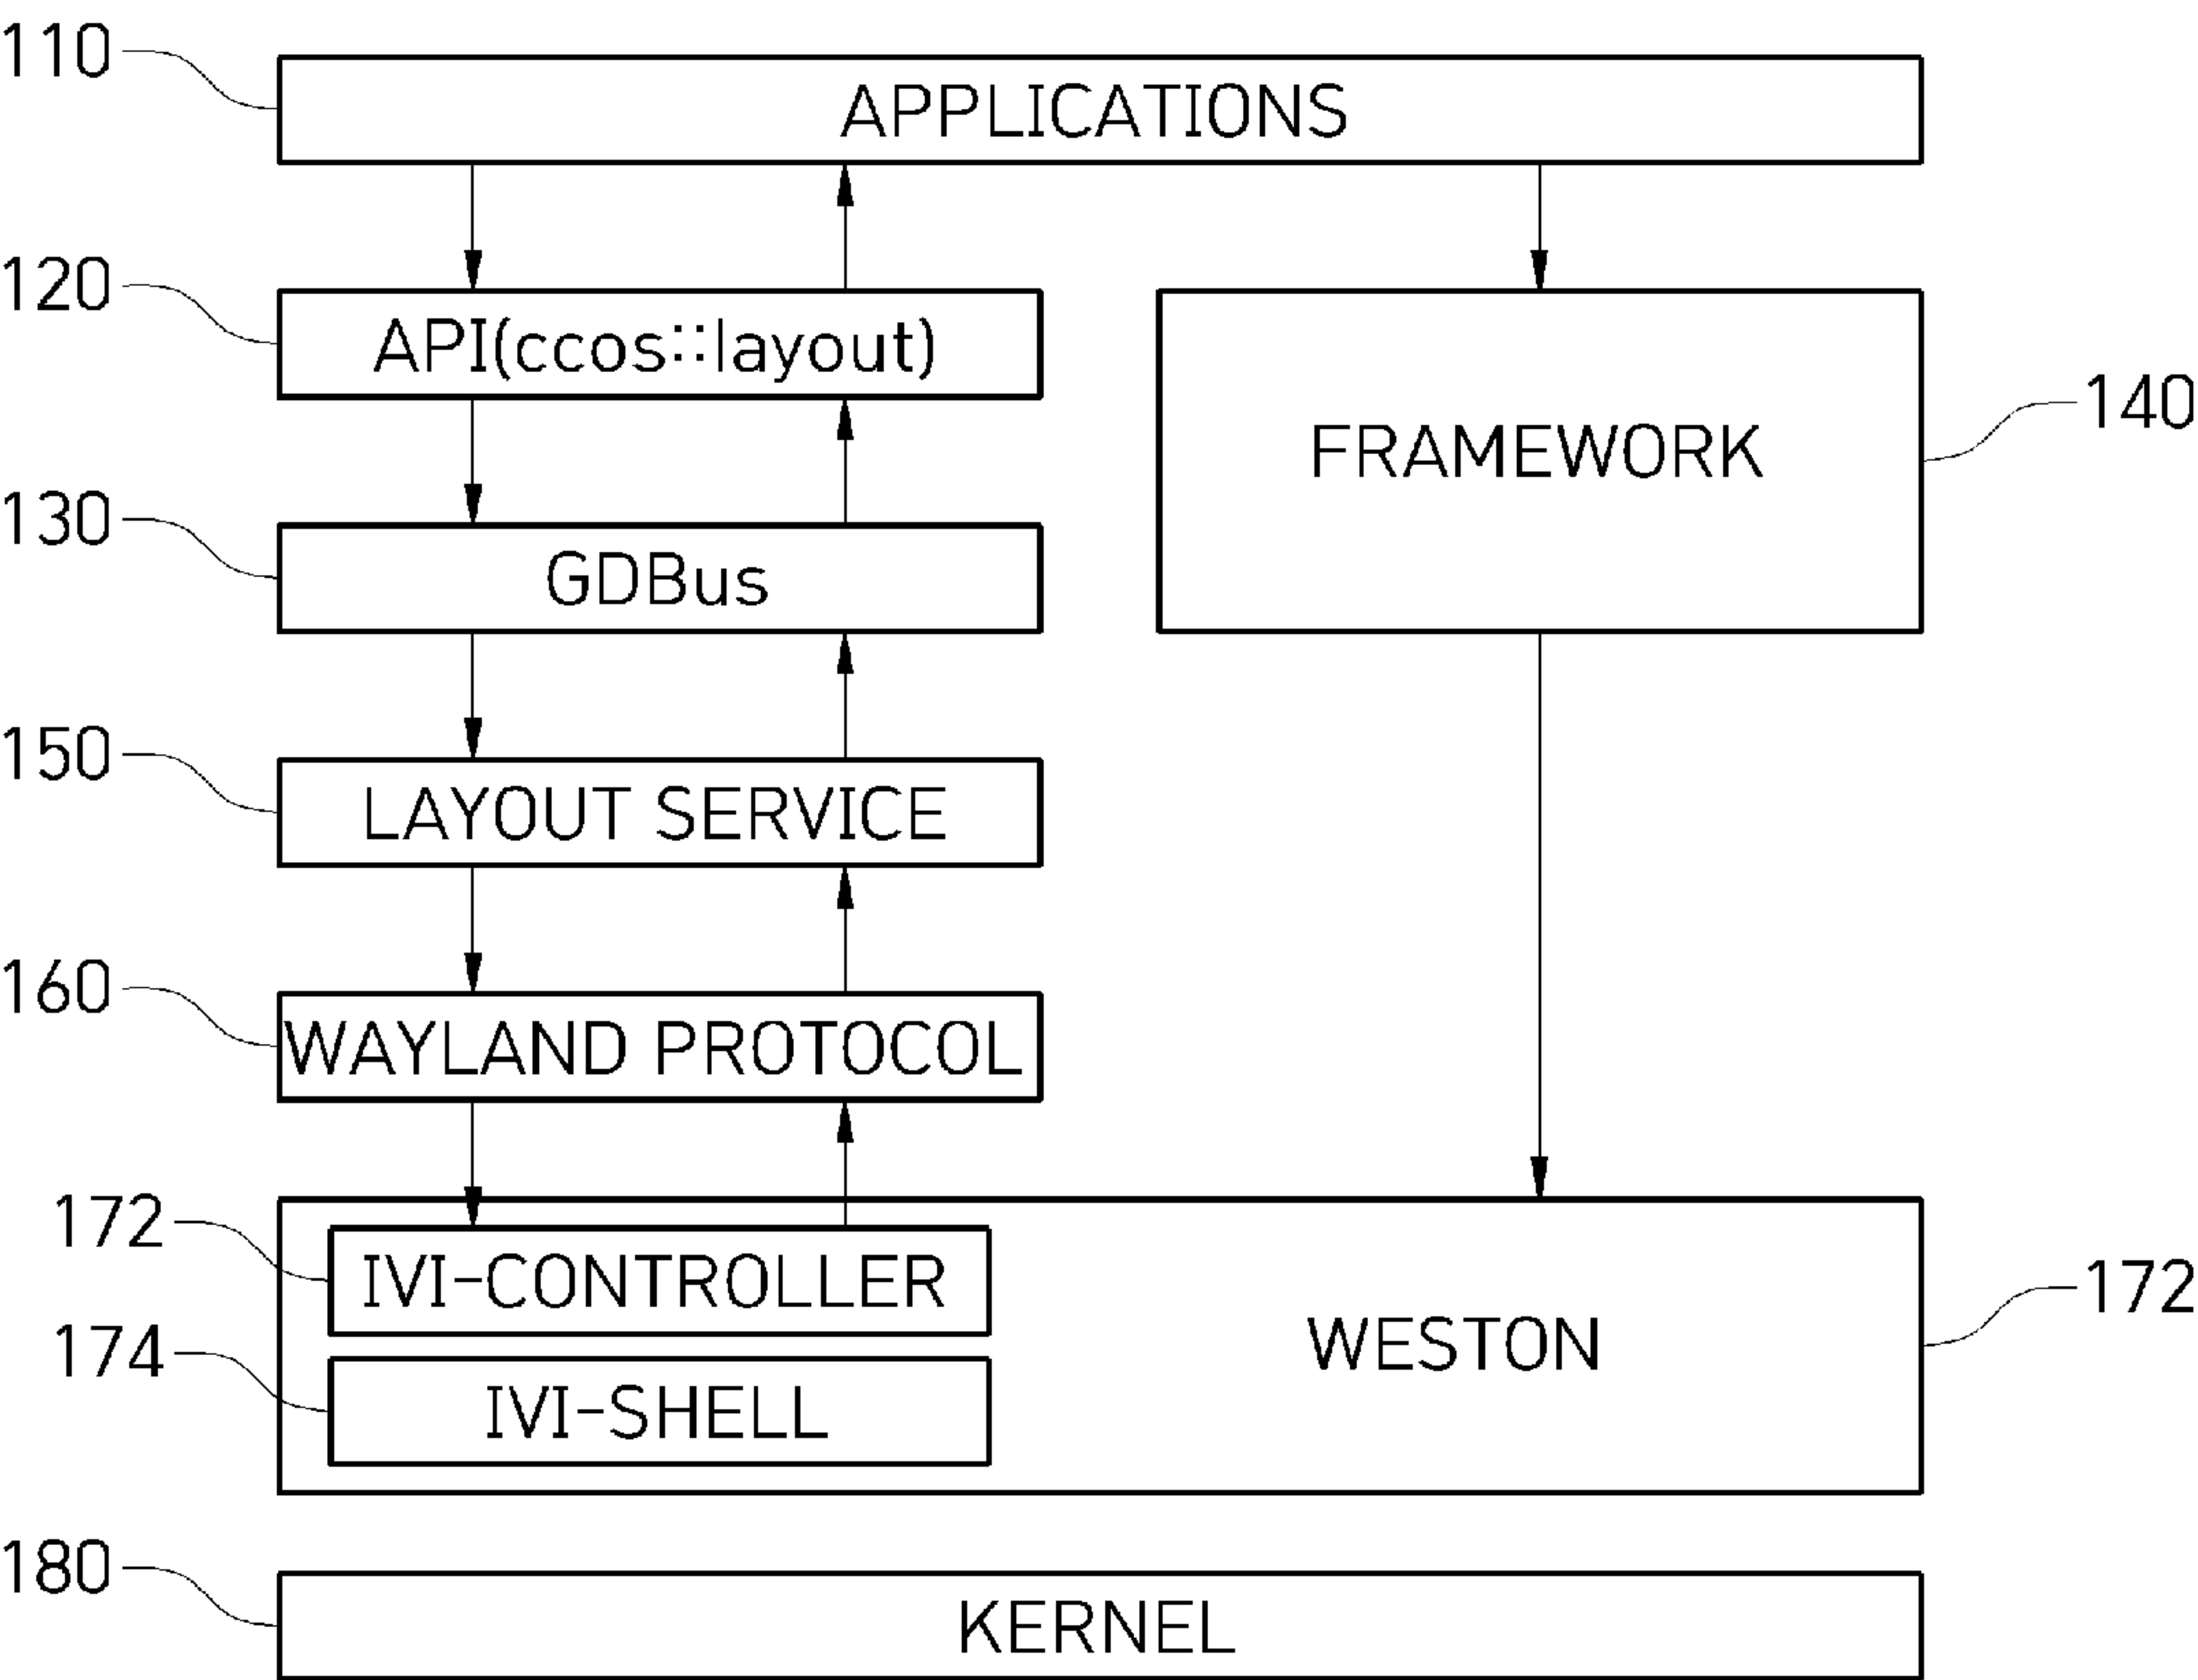 110
APPLICATIONS
120
API(ccos::layout)
140
FRAMEWORK
130
GDBus
150
LAYOUT SERVICE
160
WAYLAND PROTOCOL
172
IVI-CONTROLLER
172
WESTON
174
IVI-SHELL
180
KERNEL